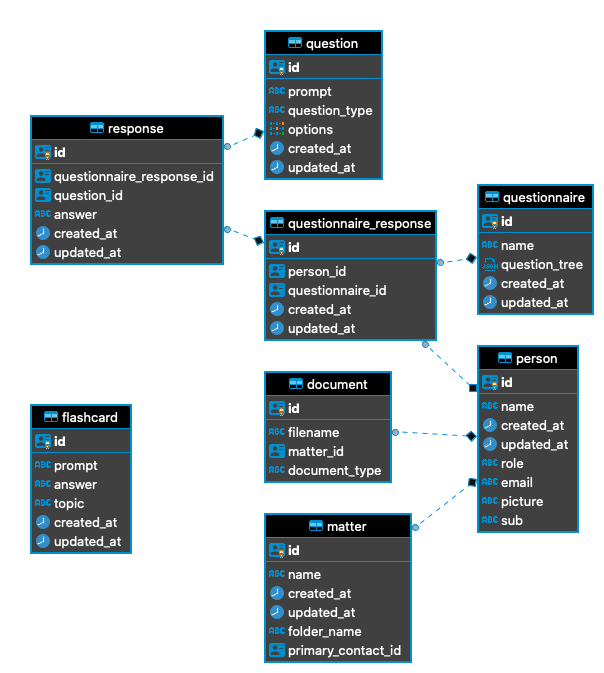 question
id
prompt
question_type
options
created_at
updated_at
response
id
questionnaire_response_id
question_id
answer
created_at
updated_at
questionnaire_response
id
person_id
questionnaire_id
created_at
updated_at
questionnaire
id
name
question_tree
created_at
updated_at
person
id
name
created_at
updated_at
role
email
picture
sub
document
id
filename
matter_id
document_type
flashcard
id
prompt
answer
topic
created_at
updated_at
matter
id
name
created_at
updated_at
folder_name
primary_contact_id